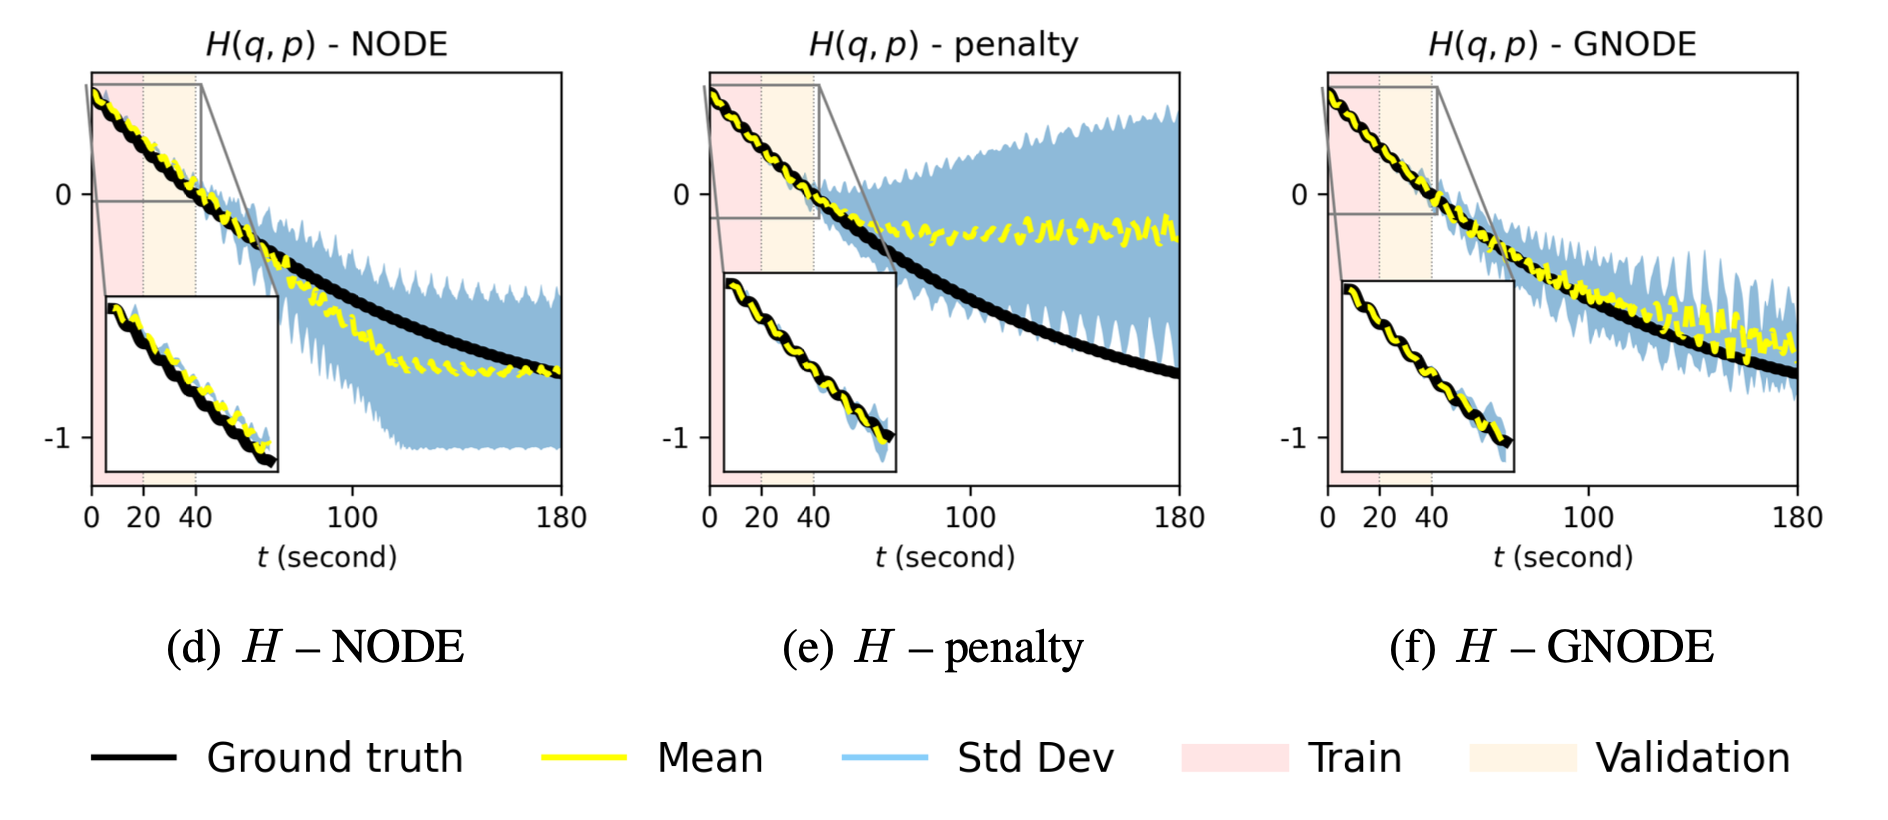 H(q, p) - NODE
H(q, p) - penalty
H(q, p) - GNODE
0
-1
0 20 40 100 180
t (second)
0
-1
0 20 40 100 180
t (second)
0
-1
0 20 40 100 180
t (second)
(d) H – NODE
(e) H – penalty
(f) H – GNODE
Ground truth Mean Std Dev Train Validation